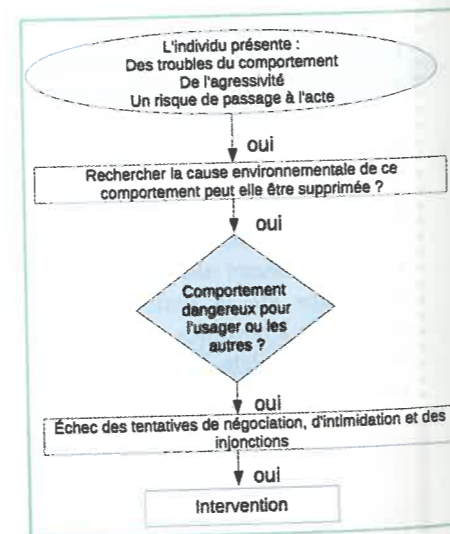 L'individu présente :
Des troubles du comportement
De l'agressivité
Un risque de passage à l'acte
oui
Rechercher la cause environnementale de ce
comportement peut elle être supprimée ?
oui
Comportement
dangereux pour
l'usager ou les
autres ?
oui
Échec des tentatives de négociation, d'intimidation et des
injonctions
oui
Intervention